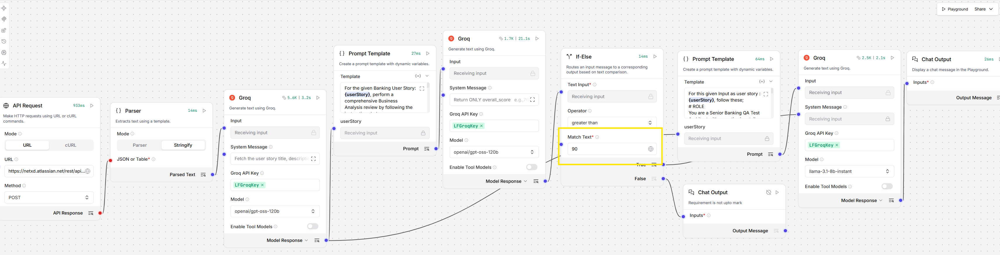 Playground
Share
API Request
933ms
Make HTTP requests using URL or cURL
commands.
Mode
URL
cURL
URL
https://netxd.atlassian.net/rest/api...
Method
POST
API Response
Parser
14ms
Extracts text using a template.
Mode
Parser
Stringify
JSON or Table*
Parsed Text
Groq
5.6K | 3.2s
Generate text using Groq.
Input
Receiving input
System Message
Fetch the user story title, descriptio
Groq API Key
LFGroqKey ×
Model
openai/gpt-oss-120b
Enable Tool Models
Model Response
{} Prompt Template
27ms
Create a prompt template with dynamic variables.
Template
{+}
For the given Banking User Story:
{userStory}, perform a
comprehensive Business
Analysis review by following the
userStory
Receiving input
Prompt
Groq
1.7K | 21.1s
Generate text using Groq.
Input
Receiving input
System Message
Return ONLY overall_score e.g.,
Groq API Key
LFGroqKey ×
Model
openai/gpt-oss-120b
Enable Tool Models
Model Response
If-Else
14ms
Routes an input message to a corresponding
output based on text comparison.
Text Input*
Receiving input
Operator
greater than
Match Text*
90
True
False
{} Prompt Template
64ms
Create a prompt template with dynamic variables.
Template
{+}
For this given Input as user story :
{userStory}, follow these;
# ROLE
You are a Senior Banking QA Test
userStory
Receiving input
Prompt
Chat Output
Requirement is not upto mark
Inputs*
Output Message
Groq
2.5K | 2.1s
Generate text using Groq.
Input
Receiving input
System Message
Receiving input
Groq API Key
LFGroqKey ×
Model
llama-3.1-8b-instant
Enable Tool Models
Model Response
Chat Output
26ms
Display a chat message in the Playground.
Inputs*
Output Message